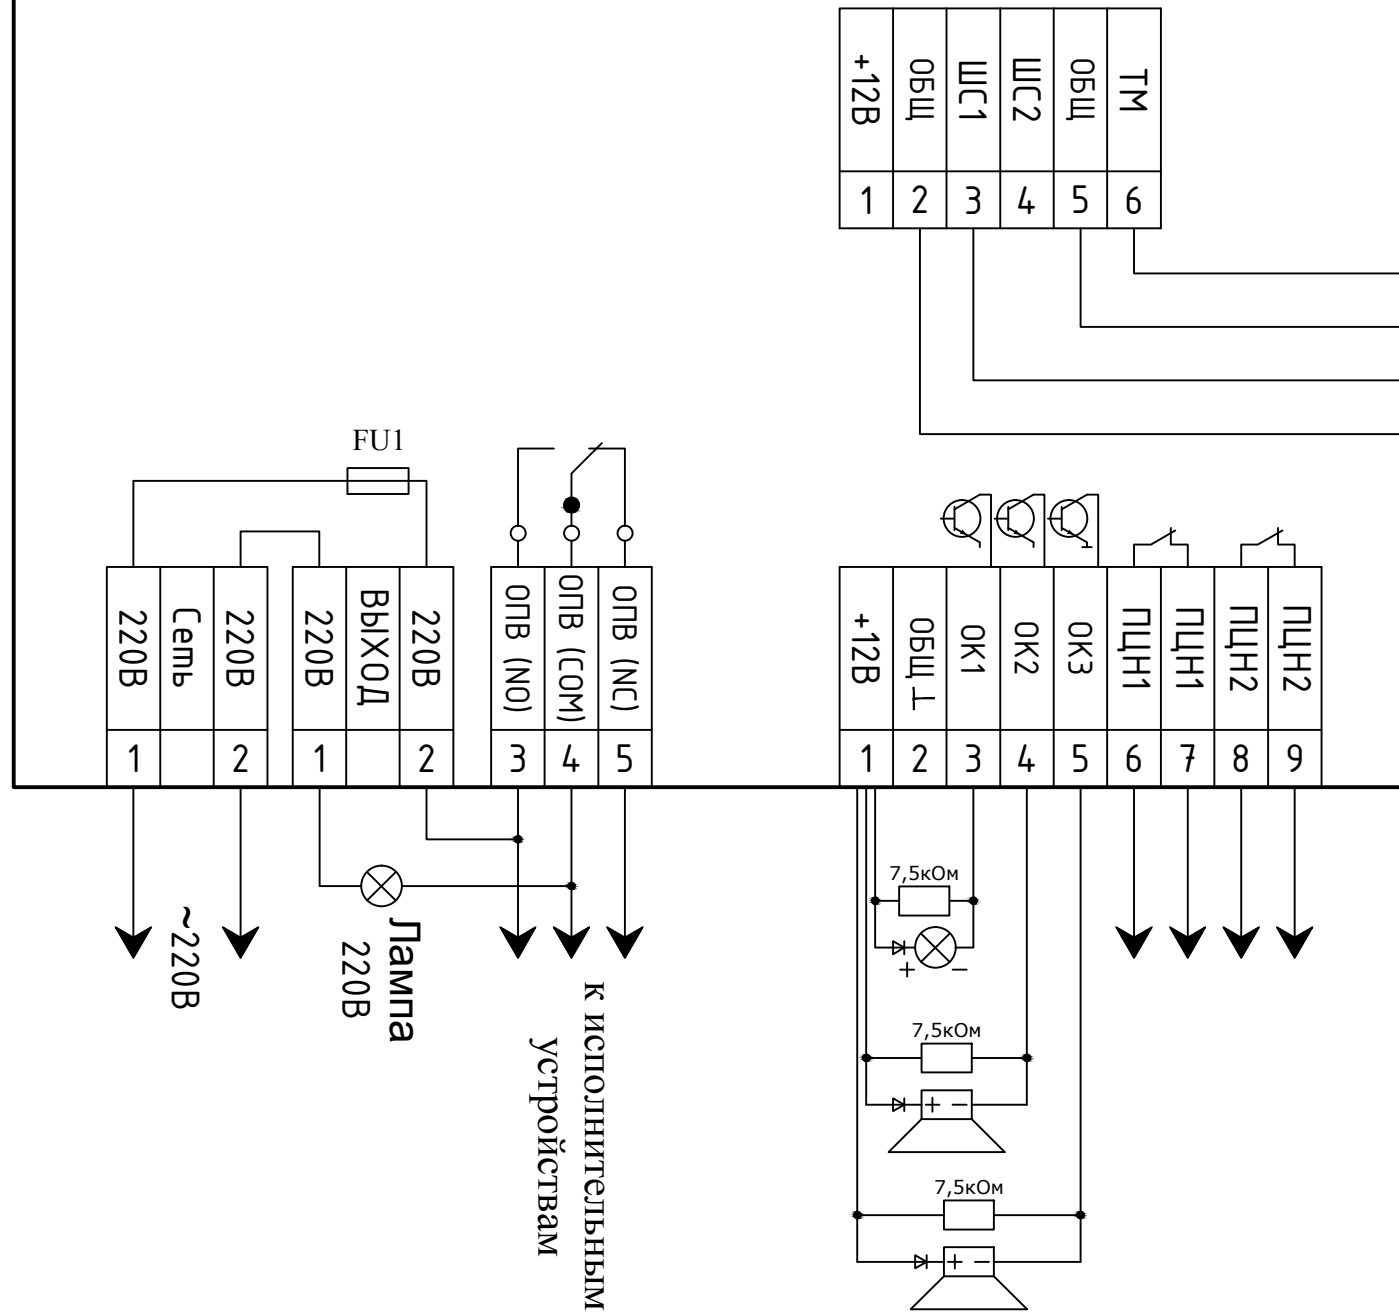 +12В
ОБЩ
ШС1
ШС2
ОБЩ
ТМ
1 2 3 4 5 6
FU1
220В
Сеть
220В
220В
ВЫХОД
220В
ОПВ (NO)
ОПВ (COM)
ОПВ (NC)
+12В
ОБЩ ⊥
ОК1
ОК2
ОК3
ПЦН1
ПЦН1
ПЦН2
ПЦН2
1 2 1 2 3 4 5 1 2 3 4 5 6 7 8 9
~220В
Лампа
220В
к исполнительным
устройствам
7,5кОм
+ −
7,5кОм
+ −
7,5кОм
+ −